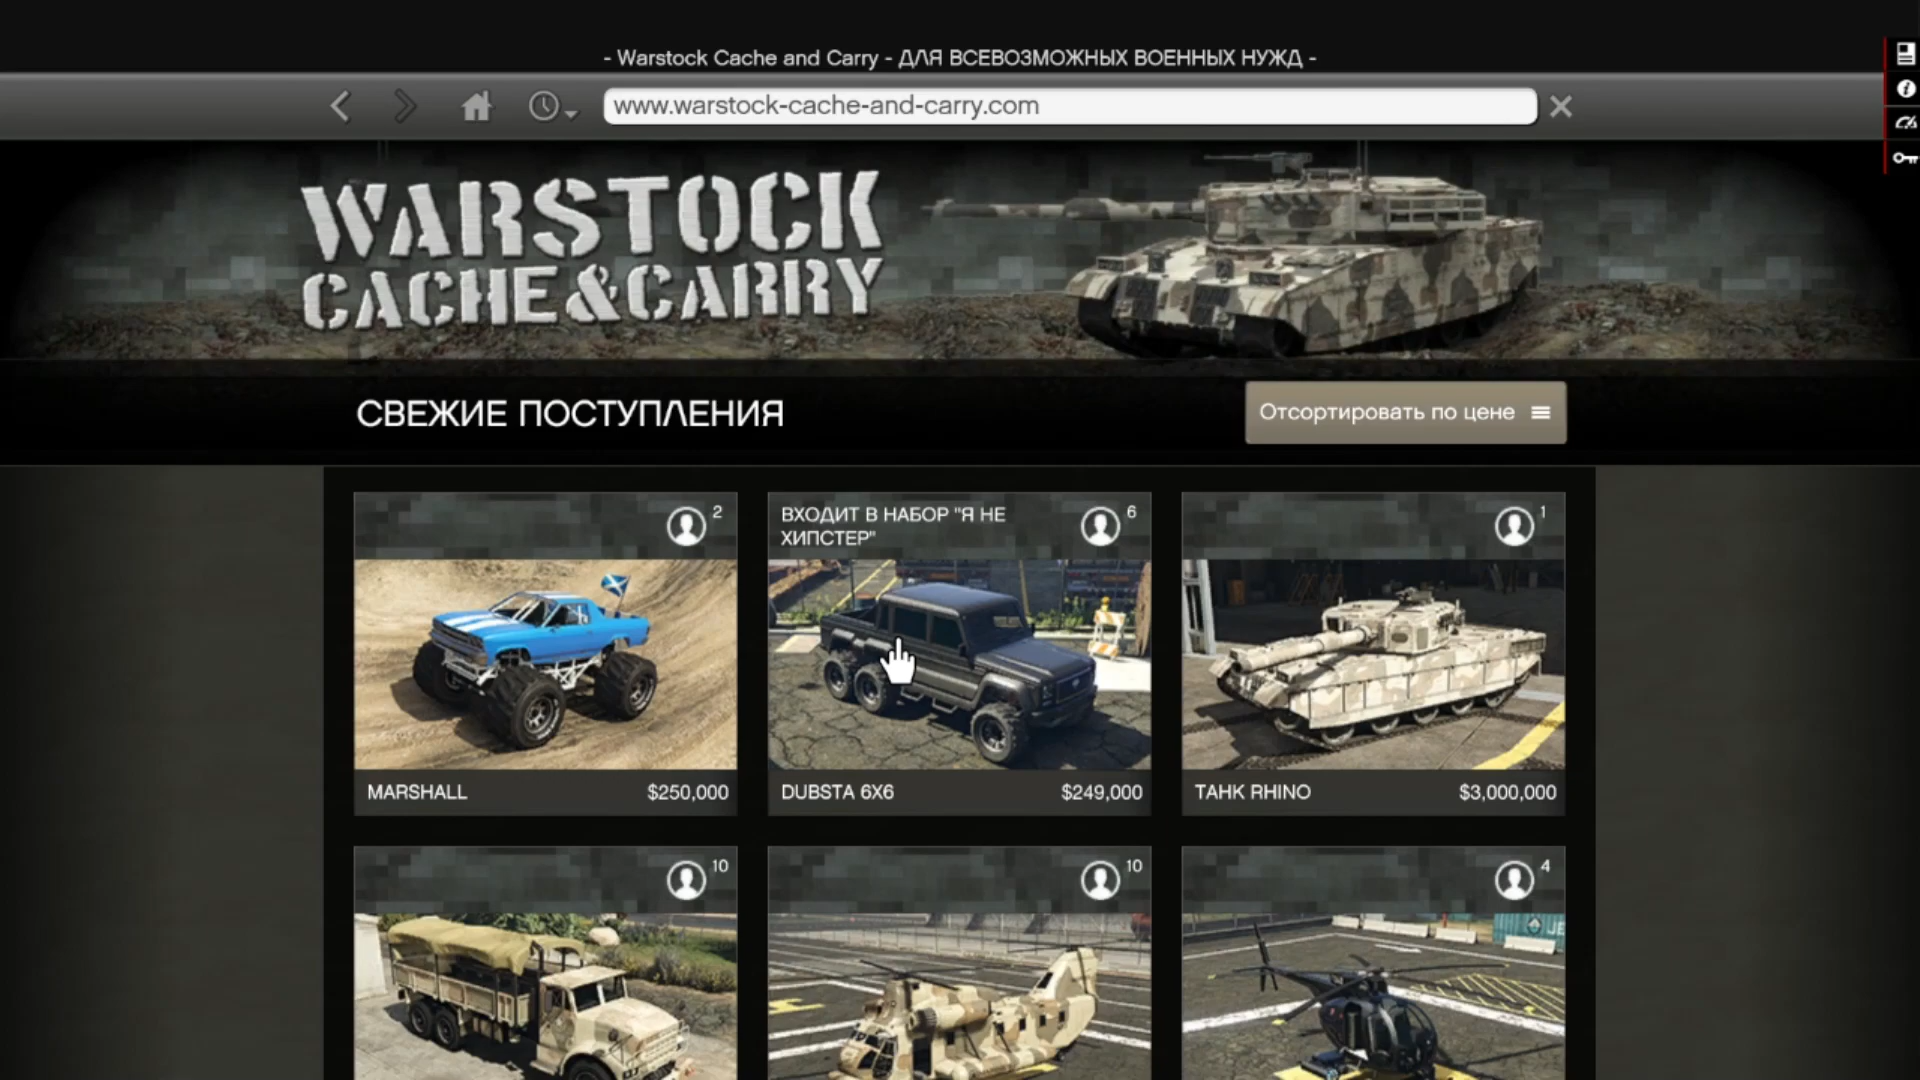 - Warstock Cache and Carry - ДЛЯ ВСЕВОЗМОЖНЫХ ВОЕННЫХ НУЖД -
www.warstock-cache-and-carry.com
WARSTOCK
CACHE & CARRY
СВЕЖИЕ ПОСТУПЛЕНИЯ
Отсортировать по цене
2
ВХОДИТ В НАБОР "Я НЕ
ХИПСТЕР"
6
1
MARSHALL $250,000
DUBSTA 6X6 $249,000
ТАНК RHINO $3,000,000
10
10
4